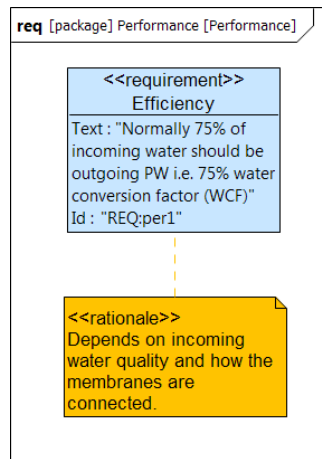 req [package] Performance [Performance]
<<requirement>>
Efficiency
Text : "Normally 75% of
incoming water should be
outgoing PW i.e. 75% water
conversion factor (WCF)"
Id : "REQ:per1"
<<rationale>>
Depends on incoming
water quality and how the
membranes are
connected.